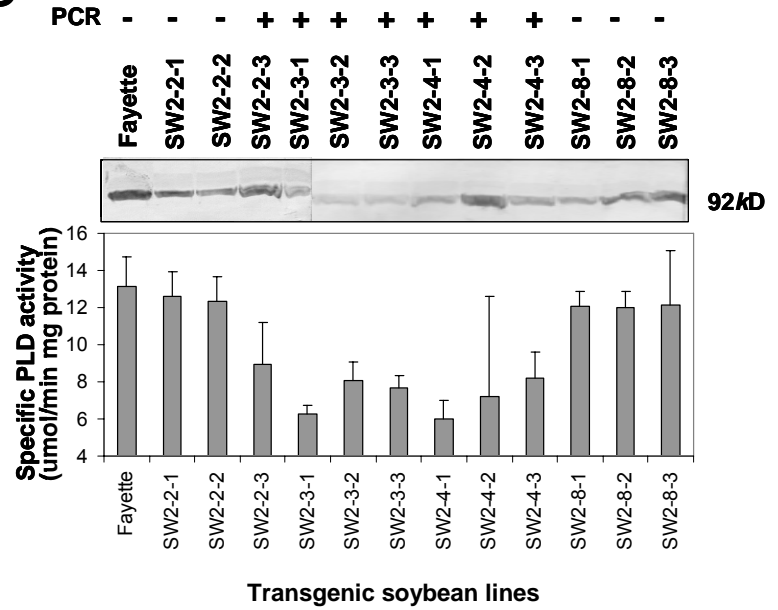 PCR - - - + + + + + + + - - -
Fayette
SW2-2-1
SW2-2-2
SW2-2-3
SW2-3-1
SW2-3-2
SW2-3-3
SW2-4-1
SW2-4-2
SW2-4-3
SW2-8-1
SW2-8-2
SW2-8-3
92kD
Specific PLD activity
(umol/min mg protein)
16
14
12
10
8
6
4
Fayette
SW2-2-1
SW2-2-2
SW2-2-3
SW2-3-1
SW2-3-2
SW2-3-3
SW2-4-1
SW2-4-2
SW2-4-3
SW2-8-1
SW2-8-2
SW2-8-3
Transgenic soybean lines